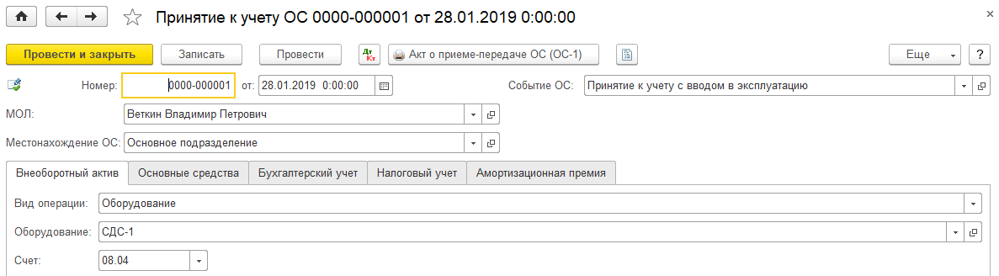 Принятие к учету ОС 0000-000001 от 28.01.2019 0:00:00
Провести и закрыть Записать Провести Дт Кт Акт о приеме-передаче ОС (ОС-1) Еще ?
Номер: 0000-000001 от: 28.01.2019 0:00:00 Событие ОС: Принятие к учету с вводом в эксплуатацию
МОЛ: Веткин Владимир Петрович
Местонахождение ОС: Основное подразделение
Внеоборотный актив Основные средства Бухгалтерский учет Налоговый учет Амортизационная премия
Вид операции: Оборудование
Оборудование: СДС-1
Счет: 08.04